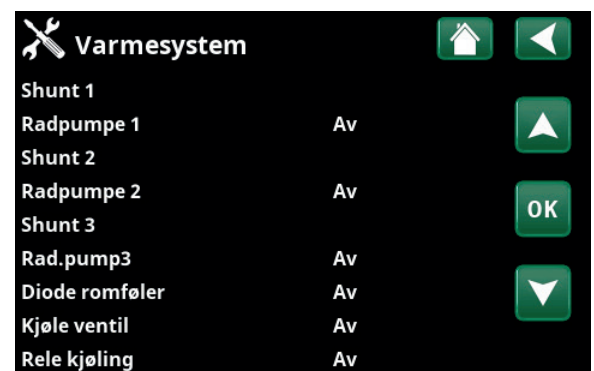 Varmesystem
Shunt 1
Radpumpe 1 Av
Shunt 2
Radpumpe 2 Av
Shunt 3
Rad.pump3 Av
Diode romføler Av
Kjøle ventil Av
Rele kjøling Av
OK